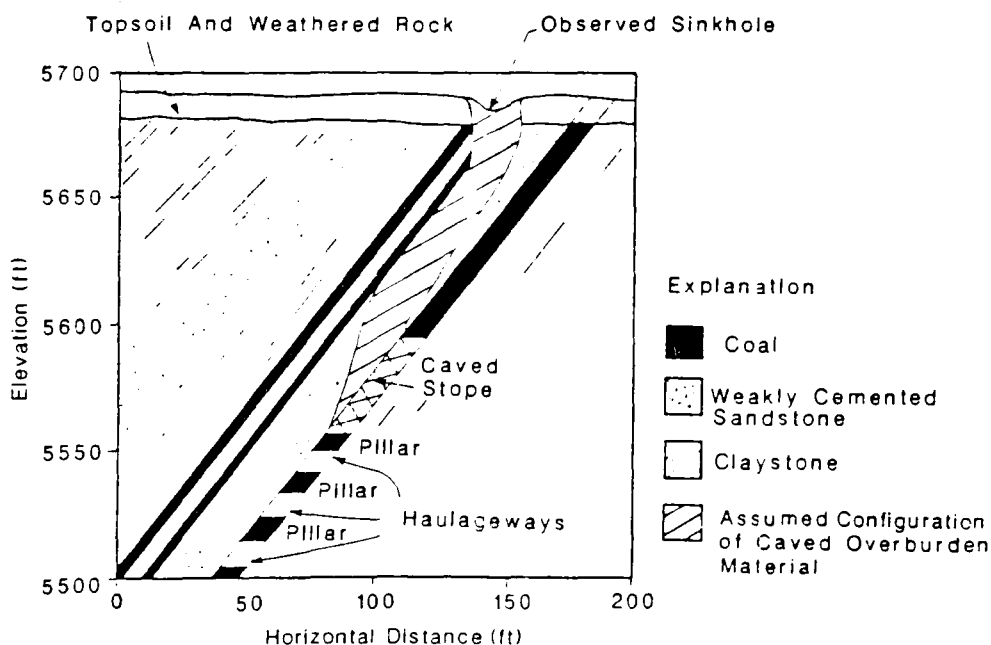 Topsoil And Weathered Rock
Observed Sinkhole
5700
5650
5600
5550
5500
Elevation (ft)
0
50
100
150
200
Horizontal Distance (ft)
Caved
Stope
Pillar
Pillar
Pillar
Haulageways
Explanation
Coal
Weakly Cemented
Sandstone
Claystone
Assumed Configuration
of Caved Overburden
Material